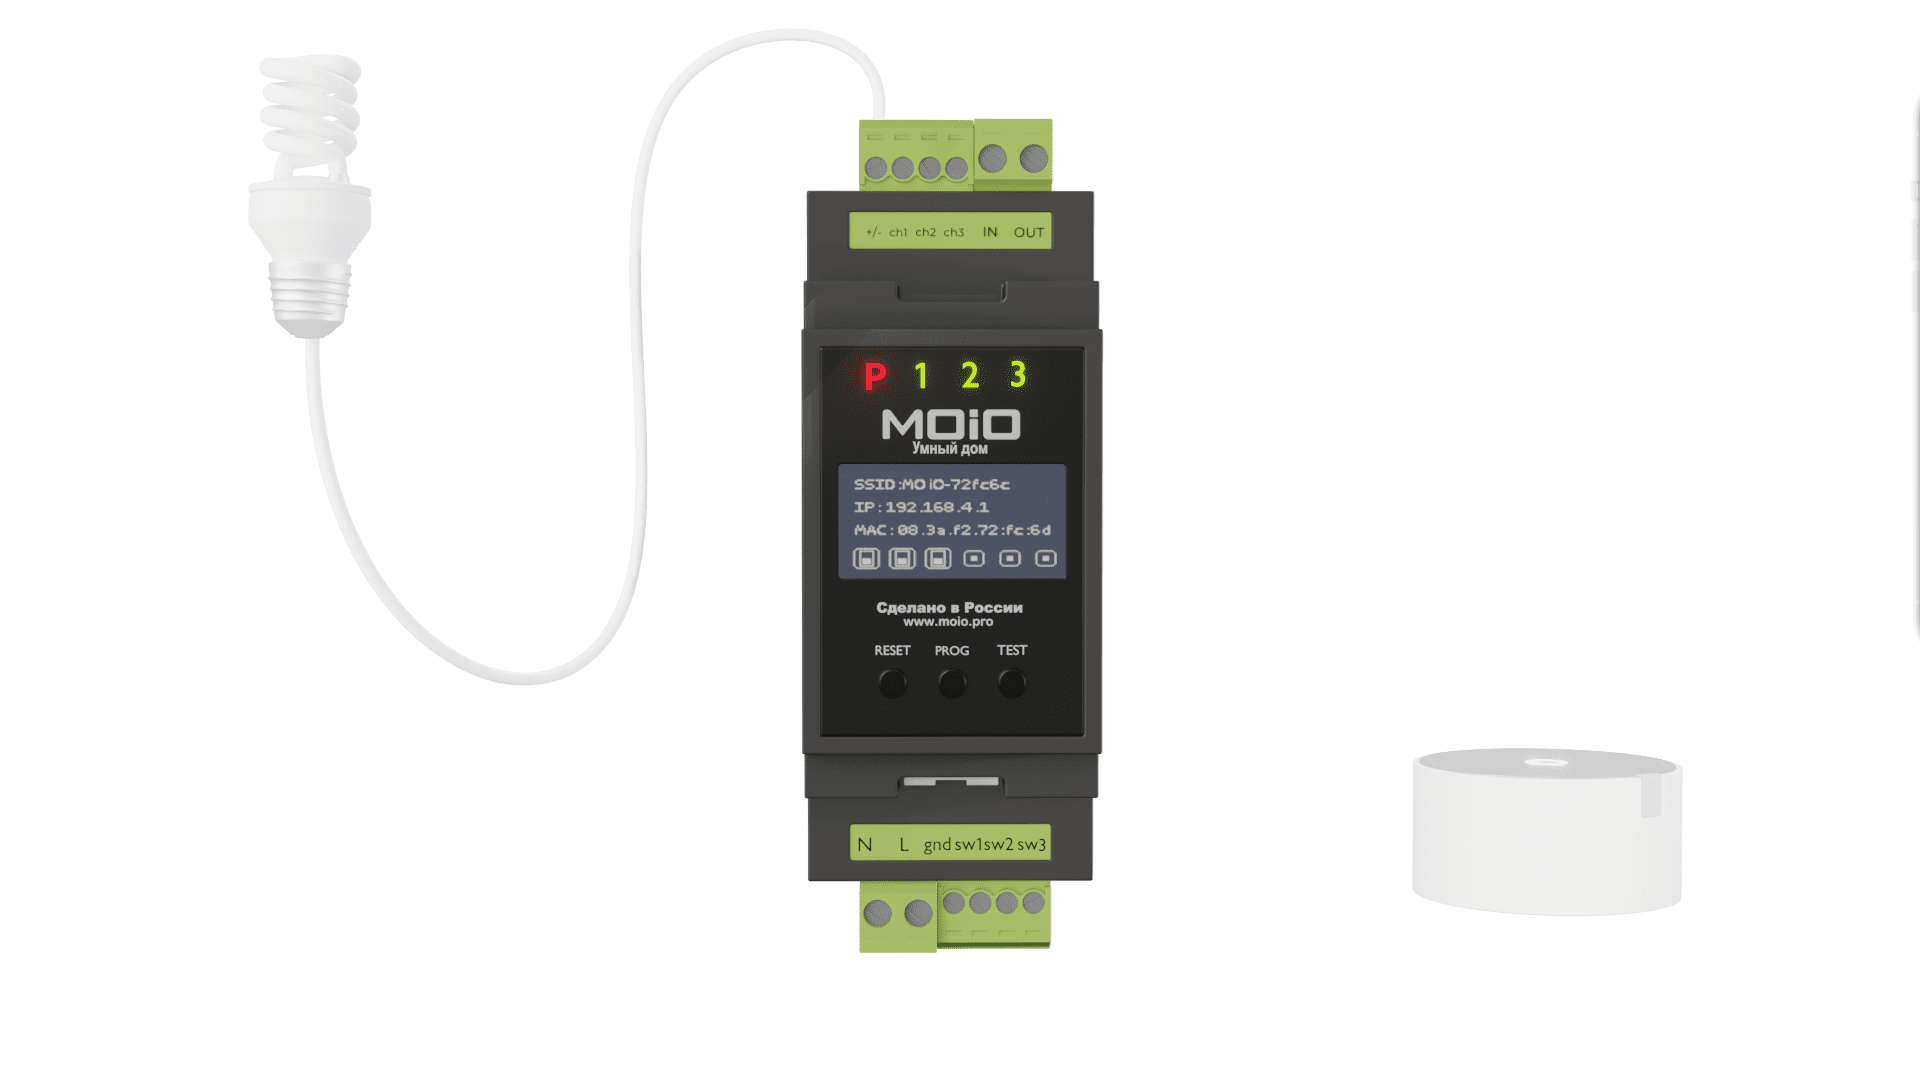 +/- ch1 ch2 ch3 IN OUT
P 1 2 3
MOiO
Умный дом
SSID:MOiO-72fc6c
IP:192.168.4.1
MAC:08.3a.f2.72:fc:6d
Сделано в России
www.moio.pro
RESET PROG TEST
N L gnd sw1 sw2 sw3